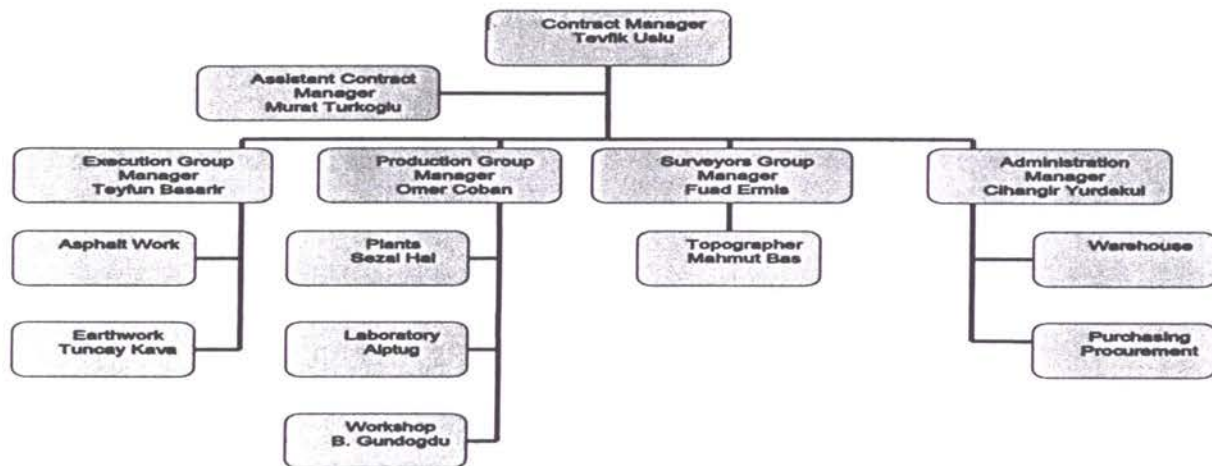 Contract Manager
Tevfik Uslu
Assistant Contract
Manager
Murat Turkoglu
Execution Group
Manager
Teyfun Basarir
Production Group
Manager
Omer Coban
Surveyors Group
Manager
Fuad Ermis
Administration
Manager
Cihangir Yurdakul
Asphalt Work
Plants
Sezai Hal
Topographer
Mahmut Bas
Warehouse
Earthwork
Tuncay Kava
Laboratory
Alptug
Purchasing
Procurement
Workshop
B. Gundogdu